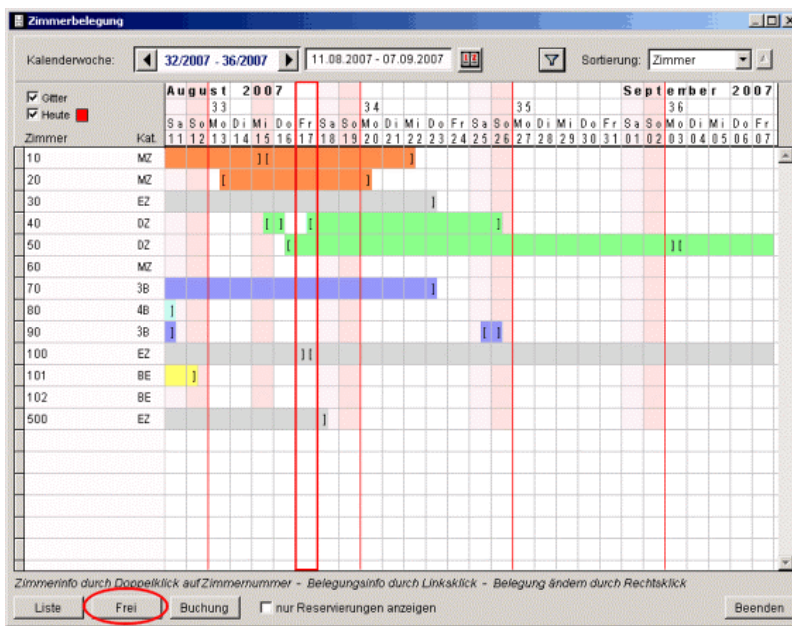 Zimmerbelegung
Kalenderwoche: 32/2007 - 36/2007 11.08.2007 - 07.09.2007 Sortierung: Zimmer
August 2007 September 2007
Gitter 33 34 35 36
Heute Sa So Mo Di Mi Do Fr Sa So Mo Di Mi Do Fr Sa So Mo Di Mi Do Fr Sa So Mo Di Mi Do Fr
Zimmer Kat. 11 12 13 14 15 16 17 18 19 20 21 22 23 24 25 26 27 28 29 30 31 01 02 03 04 05 06 07
10 MZ ] [ ]
20 MZ [ ]
30 EZ ]
40 DZ [ ] [ ]
50 DZ [ ] [
60 MZ
70 3B ]
80 4B ]
90 3B ] [ ]
100 EZ ] [
101 BE ]
102 BE
500 EZ ]
Zimmerinfo durch Doppelklick auf Zimmernummer - Belegungsinfo durch Linksklick - Belegung ändern durch Rechtsklick
Liste Frei Buchung nur Reservierungen anzeigen Beenden